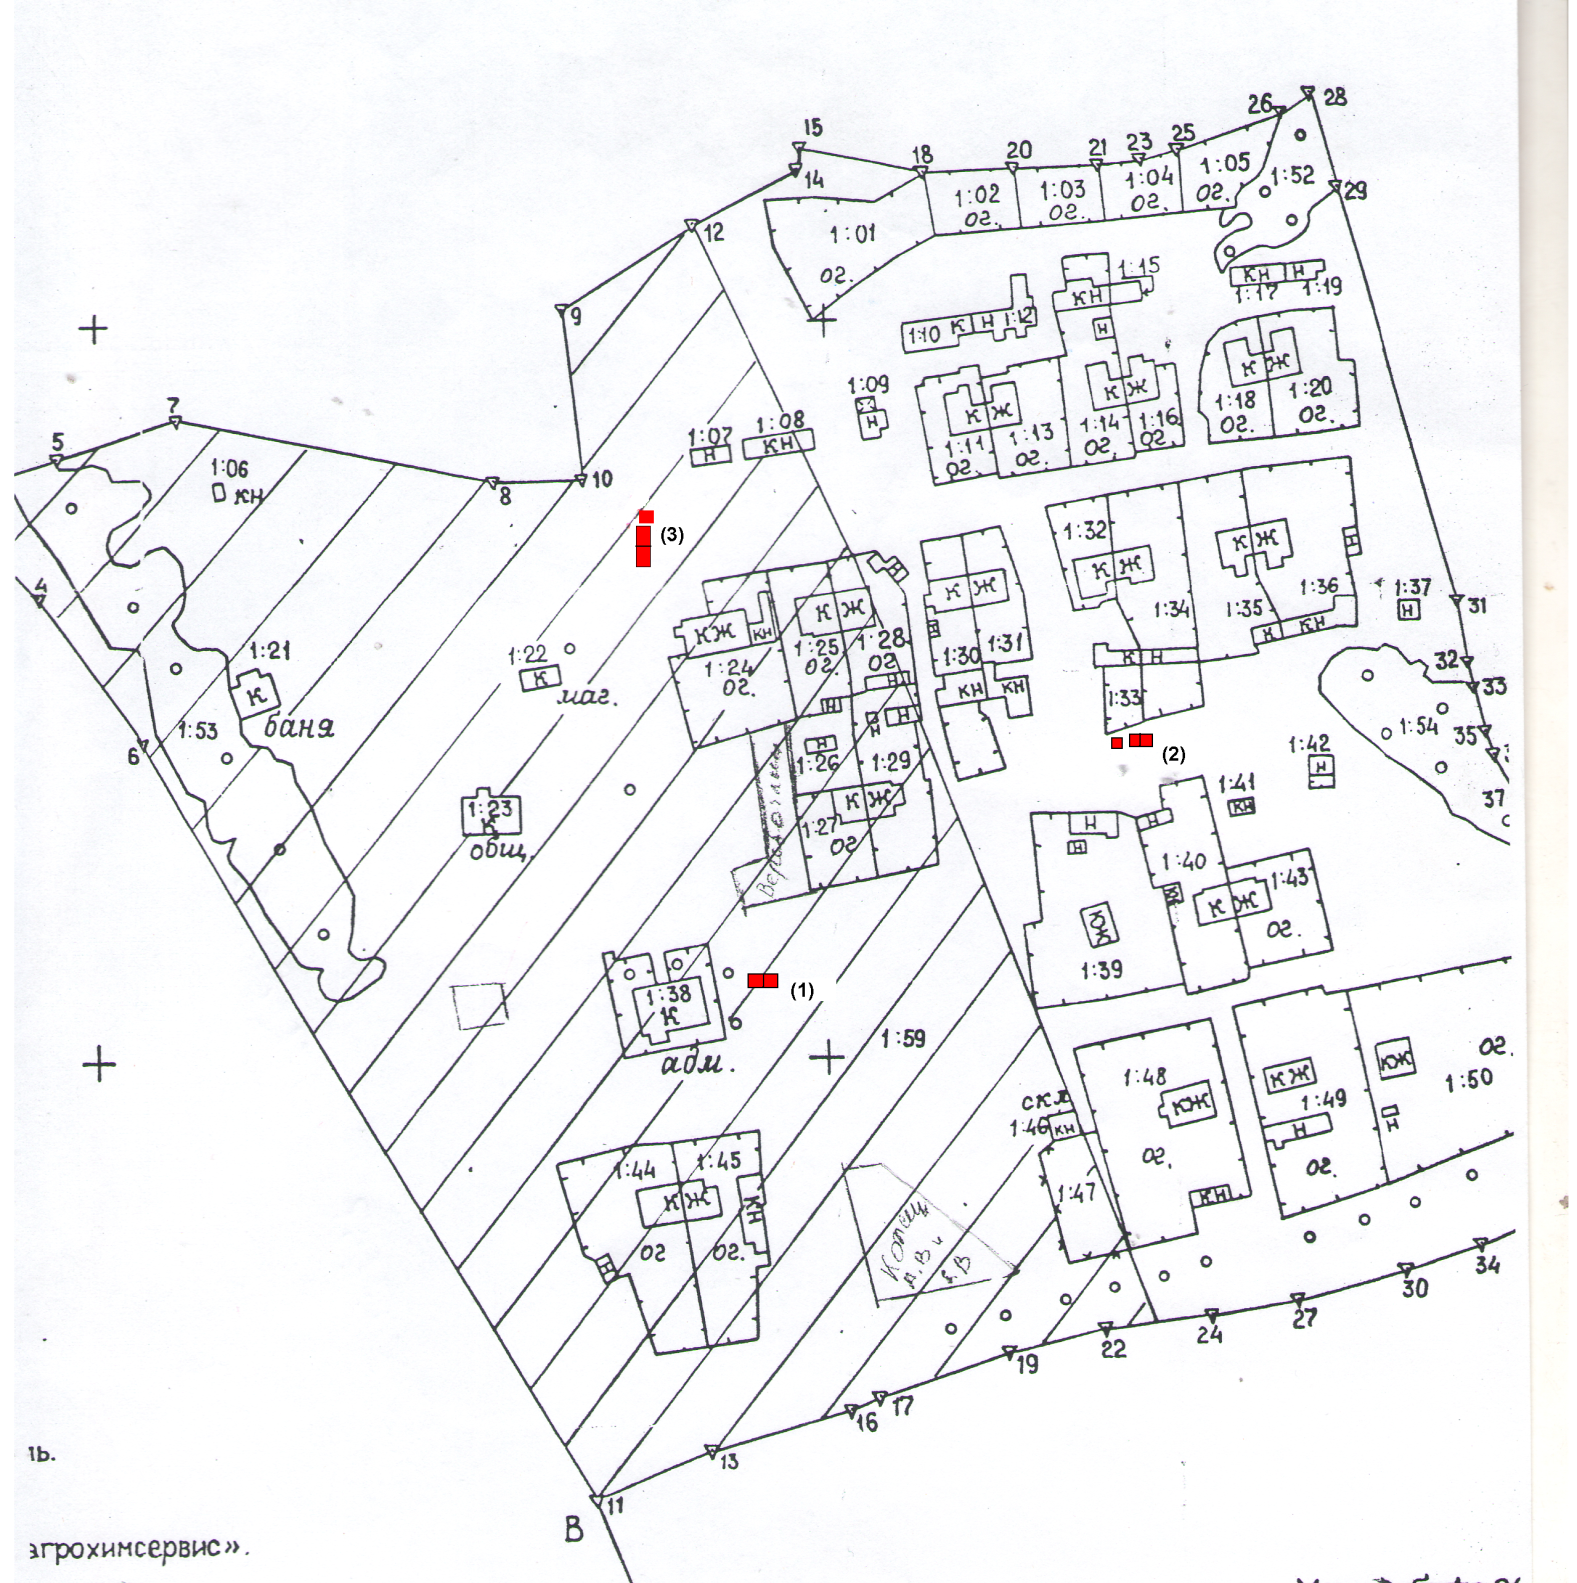 28
26
15
25
23
21
20
18
14
1:05
ог.
1:04
ог.
1:03
ог.
1:02
ог.
1:52
29
12
1:01
ог.
1:15
КН
КН Н
1:17 1:19
9
1:10 К Н 1:12
Н
1:09
Н
К Ж
К Ж
К Ж
1:18 1:20
ог. ог.
1:11 1:13 1:14 1:16
ог. ог. ог. ог.
7
5
1:07
Н
1:08
КН
1:06
КН
8
10
(3)
4
1:32
К Ж
1:34
К Ж
1:35
1:36
К КН
1:37
Н
31
32
33
35
37
1:54
К Ж
1:30 1:31
КН КН
Н
КЖ КН
К Ж
1:24
ог.
1:25
ог.
1:28
ог
Н
1:21
К
баня
1:22
К
маг.
1:53
6
К Н
1:33
(2)
Н
Н
Н
1:26
1:29
1:27
К Ж
ог
1:23
К
общ.
1:42
Н
1:41
КН
Н
Н
Н
1:40
1:39
КЖ
К Ж
1:43
ог.
1:38
К
адм.
(1)
1:59
скл
1:46
КН
1:47
1:48
КЖ
ог.
КН
КЖ
1:49
Н
ог.
КЖ
ог.
1:50
Н
1:44 1:45
К Ж
КН
ог ог.
Н
34
30
27
24
22
19
17
16
13
11
В
агрохимсервис».